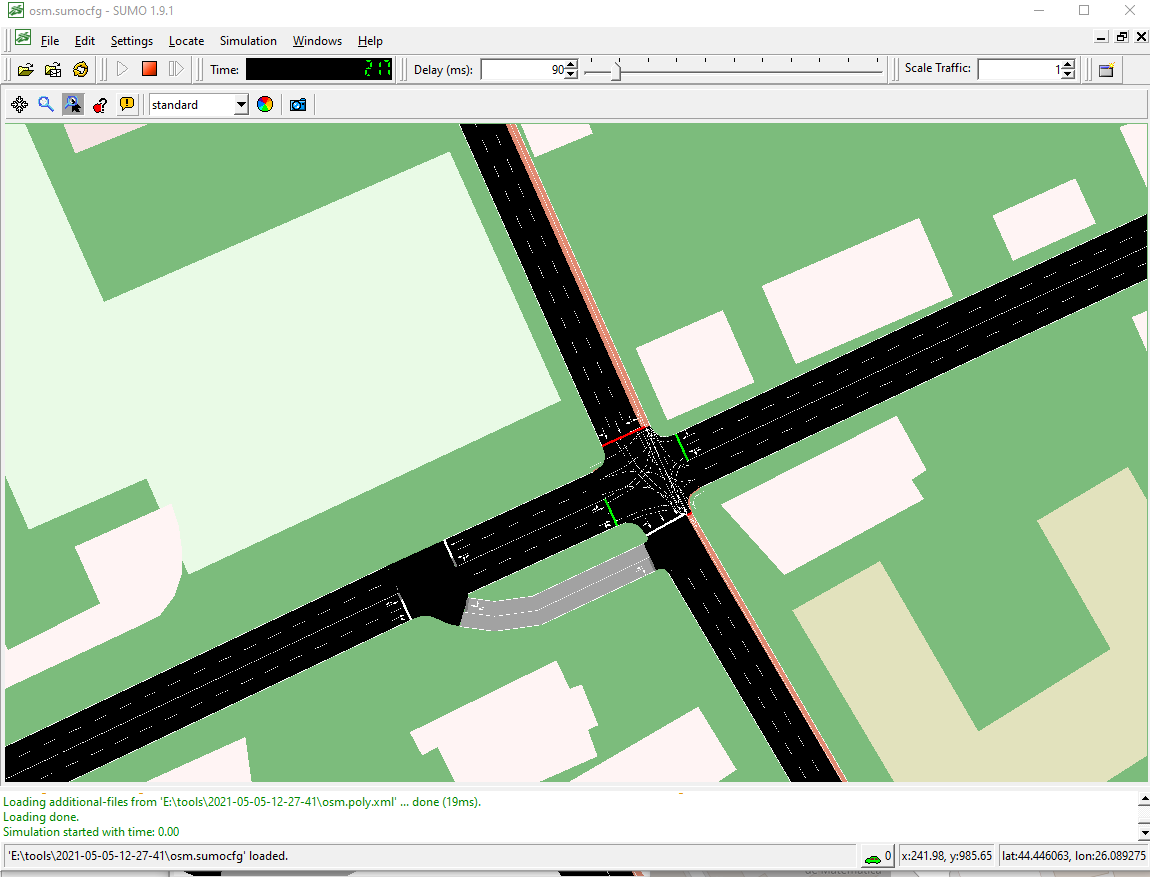 osm.sumocfg - SUMO 1.9.1
File Edit Settings Locate Simulation Windows Help
Time: 217 Delay (ms): 90 Scale Traffic: 1
standard
Loading additional-files from 'E:\tools\2021-05-05-12-27-41\osm.poly.xml' ... done (19ms).
Loading done.
Simulation started with time: 0.00
'E:\tools\2021-05-05-12-27-41\osm.sumocfg' loaded. 0 x:241.98, y:985.65 lat:44.446063, lon:26.089275